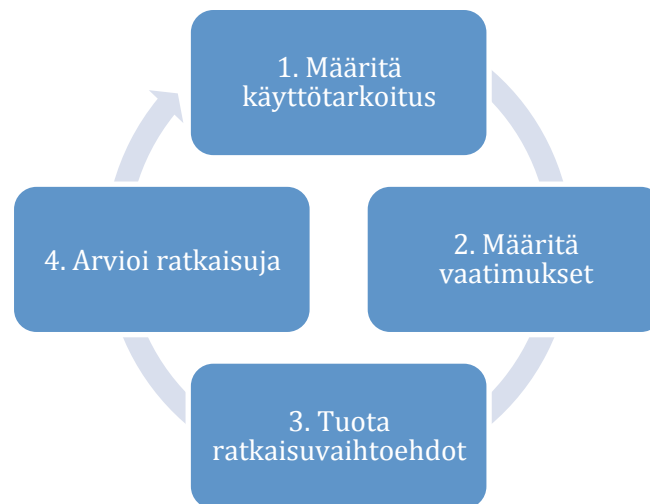 1. Määritä
käyttötarkoitus
2. Määritä
vaatimukset
3. Tuota
ratkaisuvaihtoehdot
4. Arvioi ratkaisuja